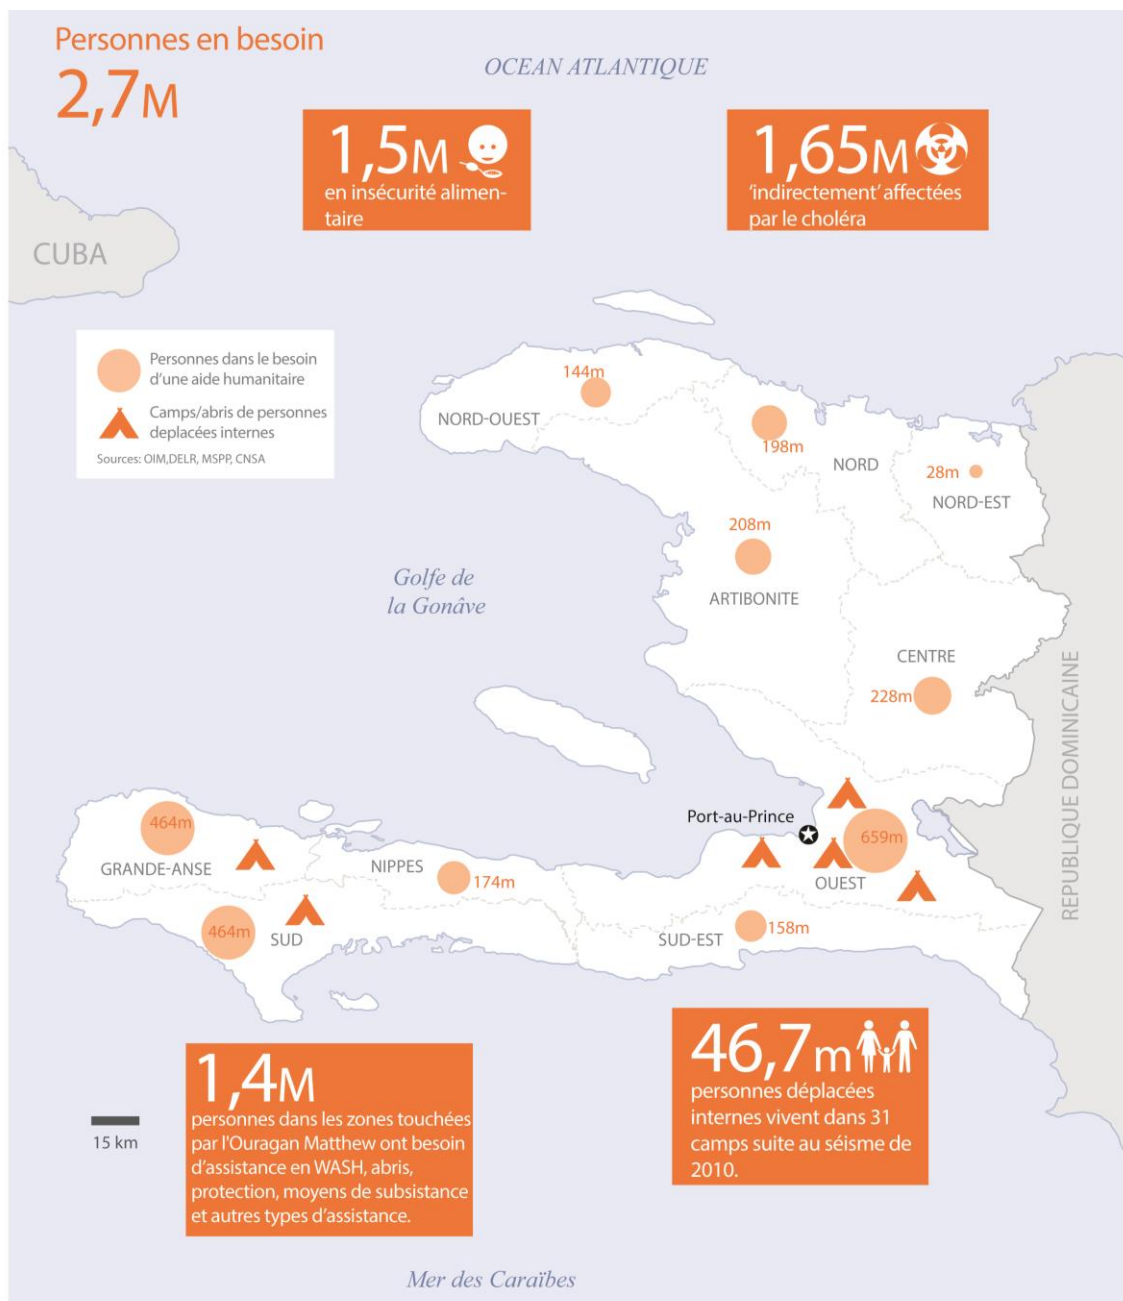 Personnes en besoin
2,7M
OCEAN ATLANTIQUE
1,5M
en insécurité alimen-
taire
1,65M
'indirectement' affectées
par le choléra
CUBA
Personnes dans le besoin
d'une aide humanitaire
Camps/abris de personnes
deplacées internes
Sources: OIM,DELR, MSPP, CNSA
144m
NORD-OUEST
198m
NORD
28m
NORD-EST
208m
ARTIBONITE
Golfe de
la Gonâve
CENTRE
228m
REPUBLIQUE DOMINICAINE
Port-au-Prince
659m
OUEST
464m
GRANDE-ANSE
NIPPES
174m
464m
SUD
SUD-EST
158m
1,4M
personnes dans les zones touchées
par l'Ouragan Matthew ont besoin
d'assistance en WASH, abris,
protection, moyens de subsistance
et autres types d'assistance.
46,7m
personnes déplacées
internes vivent dans 31
camps suite au séisme de
2010.
15 km
Mer des Caraïbes